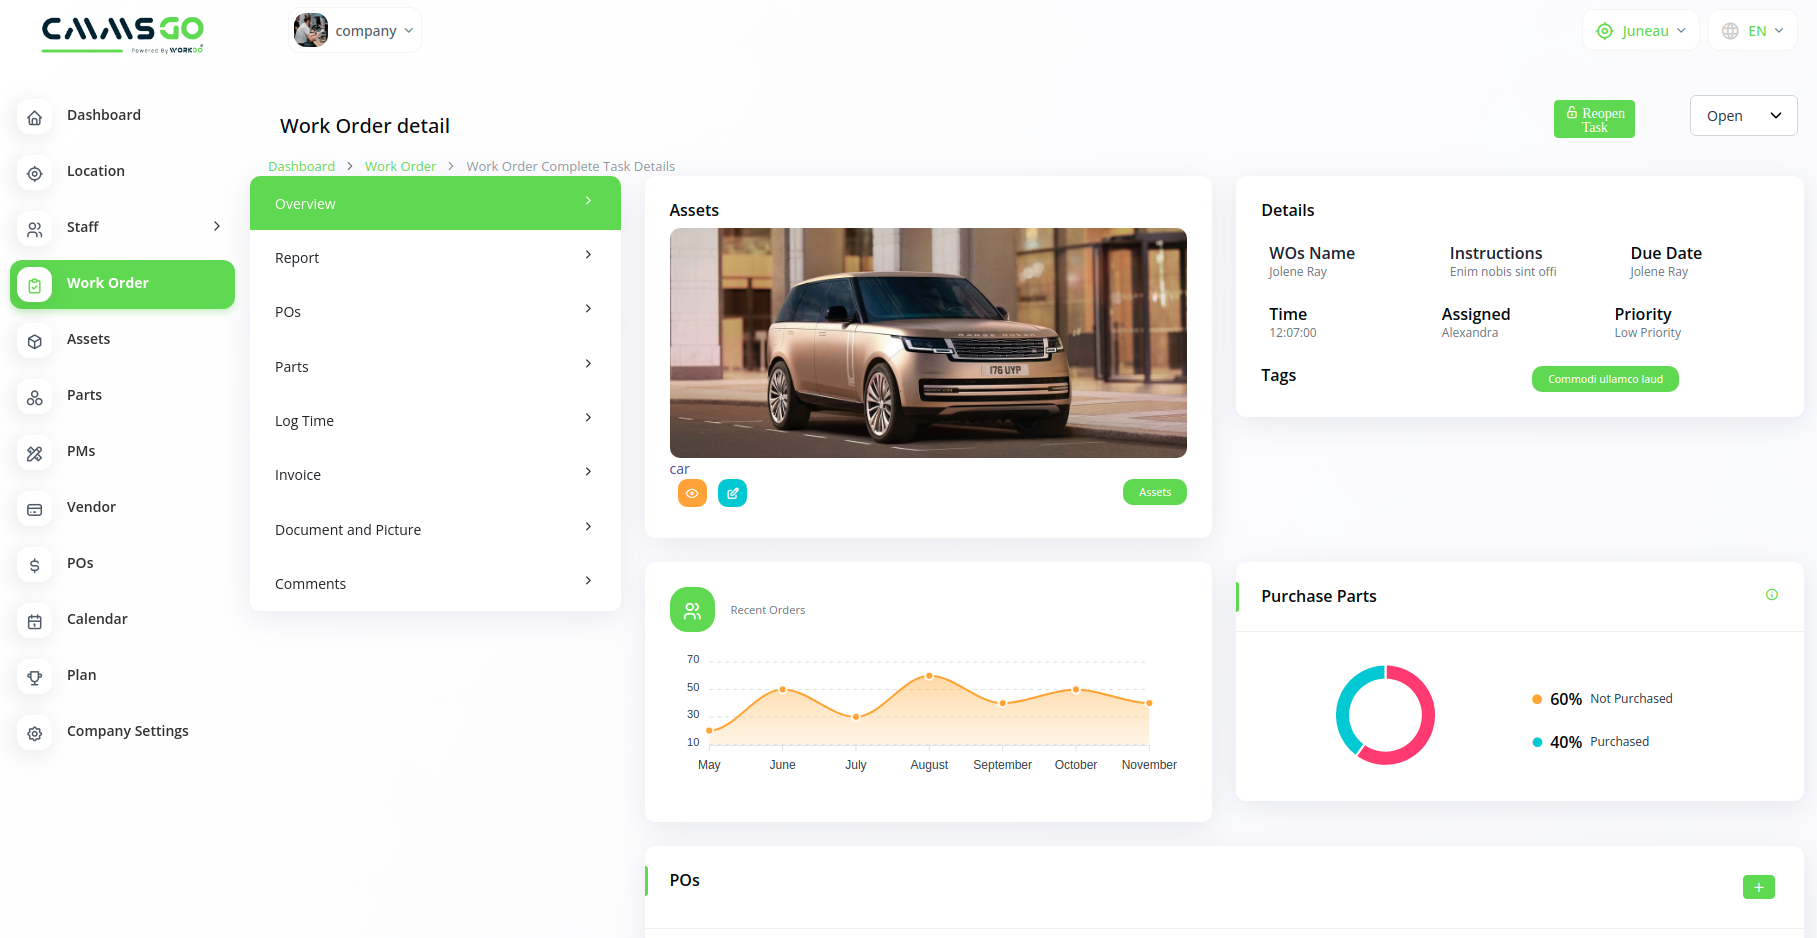 CMMSGO
Powered By WORKDO
company
Juneau
EN
Dashboard
Location
Staff
Work Order
Assets
Parts
PMs
Vendor
POs
Calendar
Plan
Company Settings
Work Order detail
Reopen
Task
Open
Dashboard > Work Order > Work Order Complete Task Details
Overview
Report
POs
Parts
Log Time
Invoice
Document and Picture
Comments
Assets
RANGE ROVER
176 UYP
car
Assets
Details
WOs Name Instructions Due Date
Jolene Ray Enim nobis sint offi Jolene Ray
Time Assigned Priority
12:07:00 Alexandra Low Priority
Tags Commodi ullamco laud
Recent Orders
70
50
30
10
May June July August September October November
Purchase Parts
60% Not Purchased
40% Purchased
POs
+